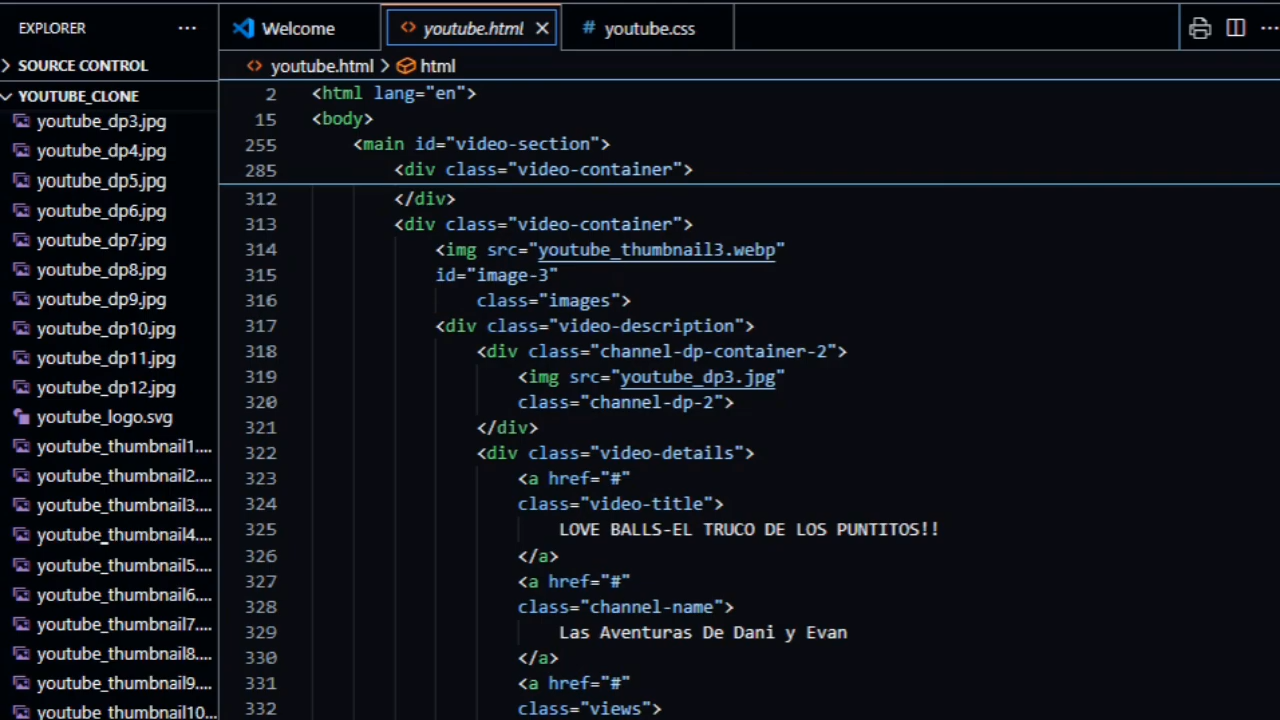 EXPLORER
SOURCE CONTROL
YOUTUBE_CLONE
youtube_dp3.jpg
youtube_dp4.jpg
youtube_dp5.jpg
youtube_dp6.jpg
youtube_dp7.jpg
youtube_dp8.jpg
youtube_dp9.jpg
youtube_dp10.jpg
youtube_dp11.jpg
youtube_dp12.jpg
youtube_logo.svg
youtube_thumbnail1....
youtube_thumbnail2....
youtube_thumbnail3....
youtube_thumbnail4....
youtube_thumbnail5....
youtube_thumbnail6....
youtube_thumbnail7....
youtube_thumbnail8....
youtube_thumbnail9....
youtube_thumbnail10...
Welcome
youtube.html
# youtube.css
<> youtube.html > html
2 <html lang="en">
15 <body>
255 <main id="video-section">
285 <div class="video-container">
312 </div>
313 <div class="video-container">
314 <img src="youtube_thumbnail3.webp"
315 id="image-3"
316 class="images">
317 <div class="video-description">
318 <div class="channel-dp-container-2">
319 <img src="youtube_dp3.jpg"
320 class="channel-dp-2">
321 </div>
322 <div class="video-details">
323 <a href="#"
324 class="video-title">
325 LOVE BALLS-EL TRUCO DE LOS PUNTITOS!!
326 </a>
327 <a href="#"
328 class="channel-name">
329 Las Aventuras De Dani y Evan
330 </a>
331 <a href="#"
332 class="views">